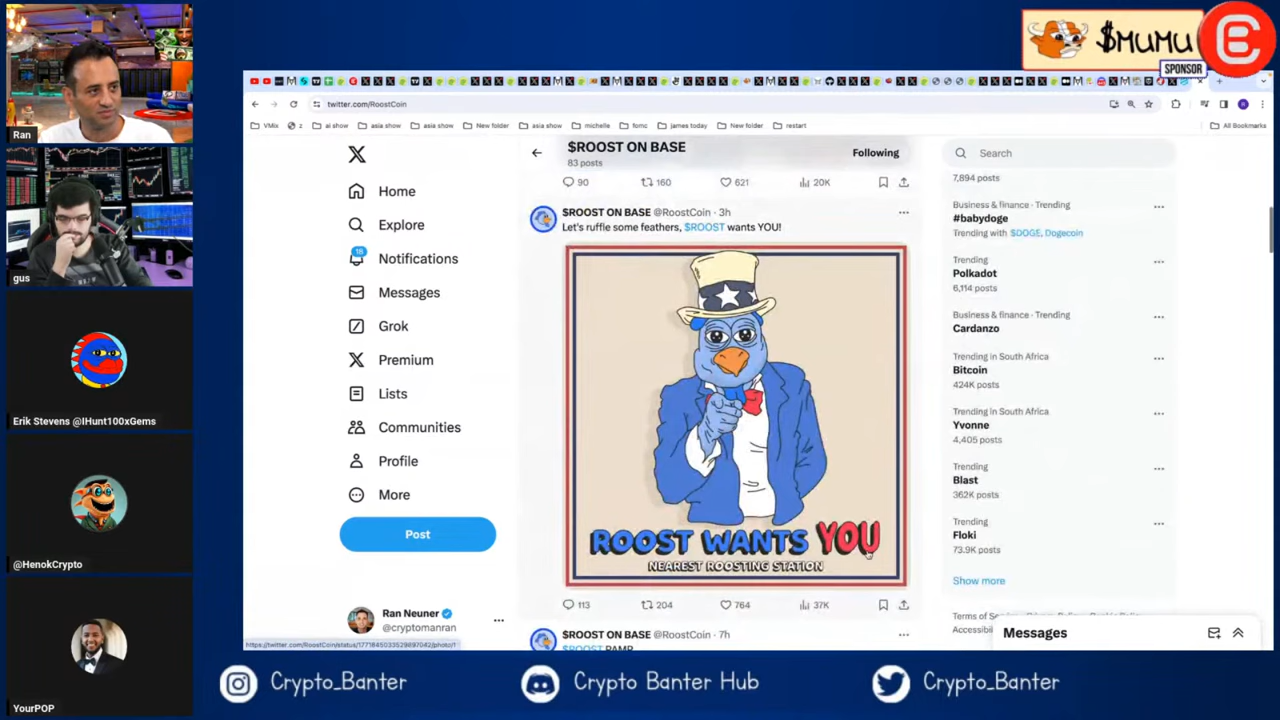 Ran
gus
Erik Stevens @IHunt100xGems
@HenokCrypto
YourPOP
$MUMU
SPONSOR
twitter.com/RoostCoin
VMix
z
ai show
asia show
asia show
New folder
asia show
michelle
fomc
james today
New folder
restart
All Bookmarks
Home
Explore
18
Notifications
Messages
Grok
Premium
Lists
Communities
Profile
More
Post
Ran Neuner
@cryptomanran
$ROOST ON BASE
83 posts
Following
90 160 621 20K
$ROOST ON BASE @RoostCoin · 3h
Let's ruffle some feathers, $ROOST wants YOU!
ROOST WANTS YOU
NEAREST ROOSTING STATION
113 204 764 37K
$ROOST ON BASE @RoostCoin · 7h
$ROOST PAMP
Search
7,894 posts
Business & finance · Trending
#babydoge
Trending with $DOGE, Dogecoin
Trending
Polkadot
6,114 posts
Business & finance · Trending
Cardanzo
Trending in South Africa
Bitcoin
424K posts
Trending in South Africa
Yvonne
4,405 posts
Trending
Blast
362K posts
Trending
Floki
73.9K posts
Show more
Messages
Crypto_Banter
Crypto Banter Hub
Crypto_Banter